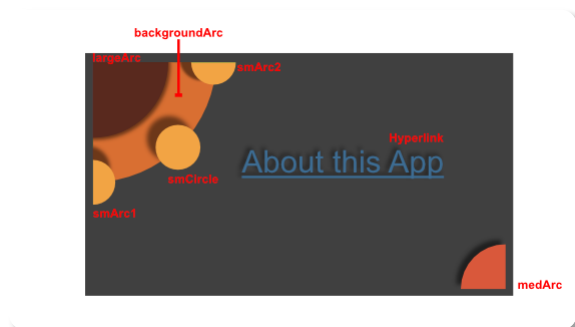 backgroundArc
largeArc
smArc2
Hyperlink
About this App
smCircle
smArc1
medArc